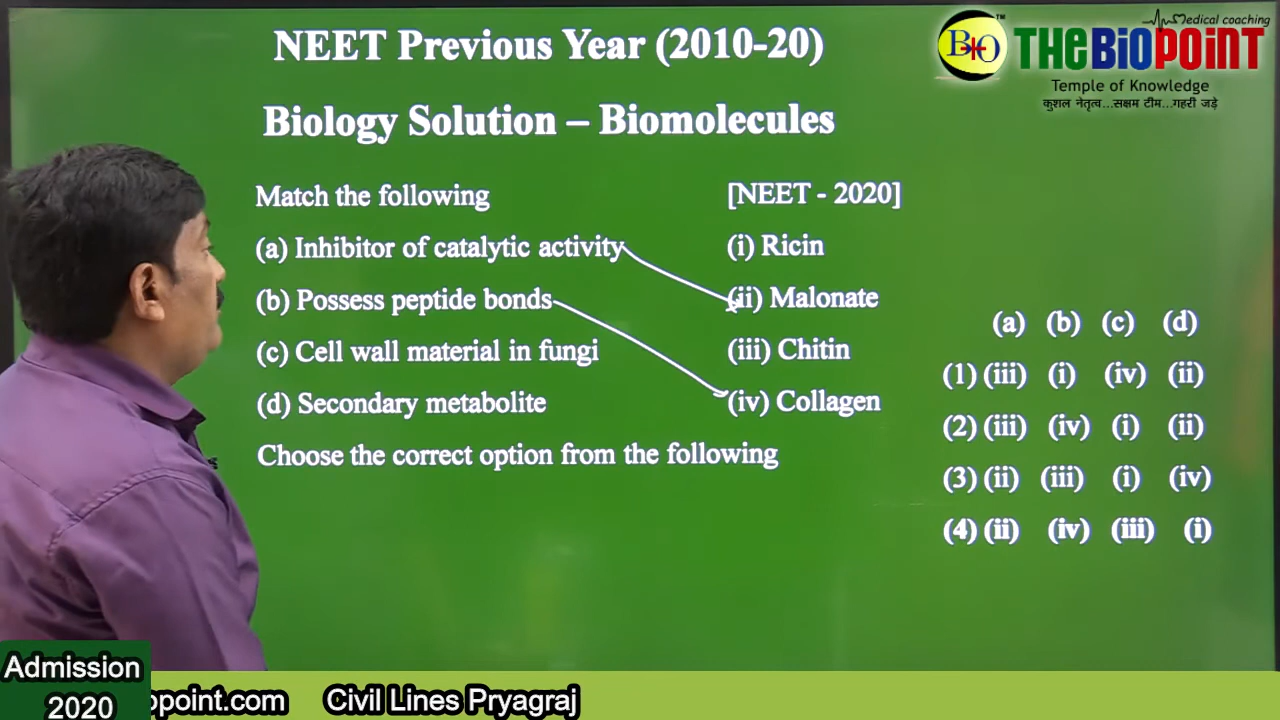 NEET Previous Year (2010-20)
Biology Solution – Biomolecules
Medical coaching
BIO
™
THEBiOPOiNT
Temple of Knowledge
कुशल नेतृत्व...सक्षम टीम...गहरी जड़े
Match the following [NEET - 2020]
(a) Inhibitor of catalytic activity (i) Ricin
(b) Possess peptide bonds (ii) Malonate
(c) Cell wall material in fungi (iii) Chitin
(d) Secondary metabolite (iv) Collagen
Choose the correct option from the following
(a) (b) (c) (d)
(1) (iii) (i) (iv) (ii)
(2) (iii) (iv) (i) (ii)
(3) (ii) (iii) (i) (iv)
(4) (ii) (iv) (iii) (i)
Admission
2020
opoint.com Civil Lines Pryagraj